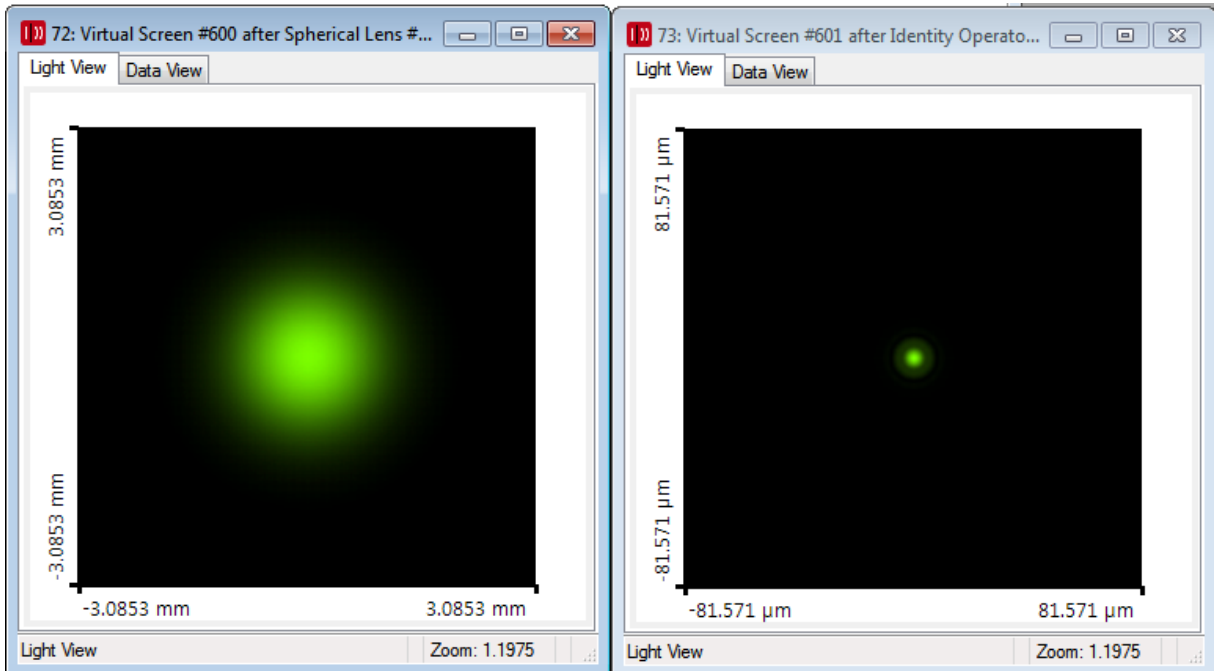 72: Virtual Screen #600 after Spherical Lens #...
Light View Data View
3.0853 mm
-3.0853 mm
-3.0853 mm 3.0853 mm
Light View Zoom: 1.1975
73: Virtual Screen #601 after Identity Operato...
Light View Data View
81.571 µm
-81.571 µm
-81.571 µm 81.571 µm
Light View Zoom: 1.1975